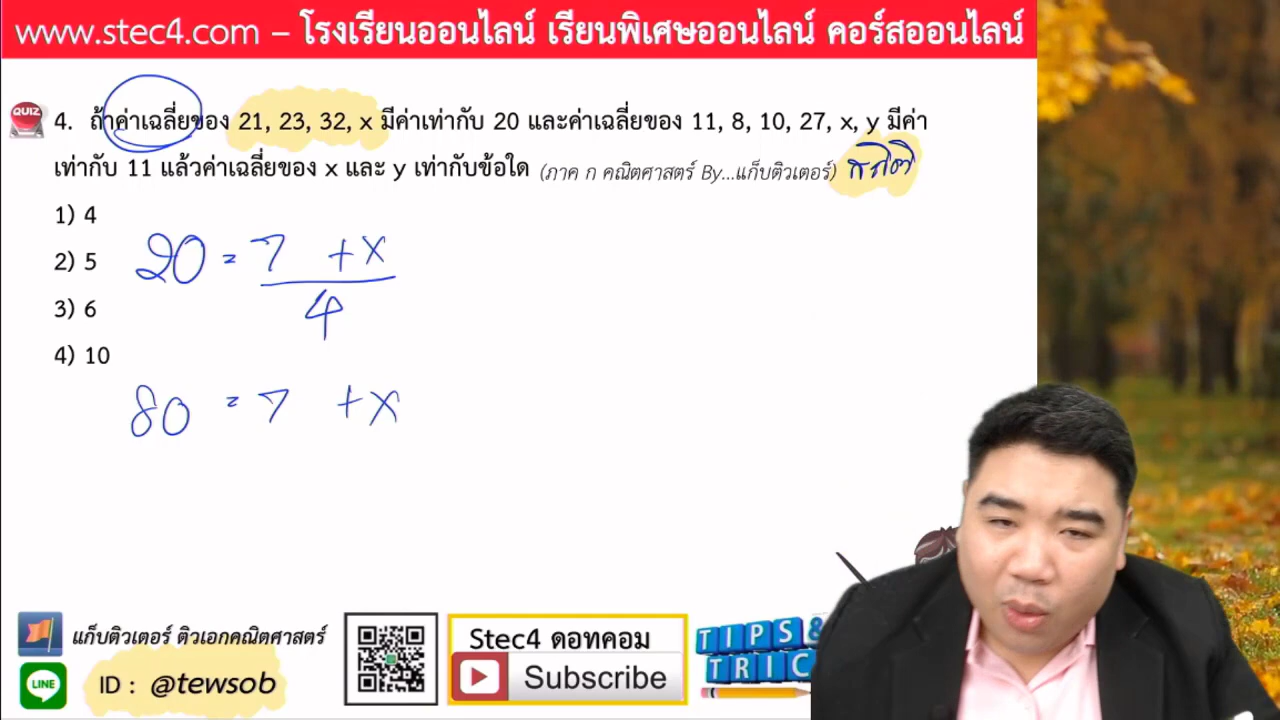 www.stec4.com – โรงเรียนออนไลน์ เรียนพิเศษออนไลน์ คอร์สออนไลน์
QUIZ
4. ถ้าค่าเฉลี่ยของ 21, 23, 32, x มีค่าเท่ากับ 20 และค่าเฉลี่ยของ 11, 8, 10, 27, x, y มีค่า
เท่ากับ 11 แล้วค่าเฉลี่ยของ x และ y เท่ากับข้อใด (ภาค ก คณิตศาสตร์ By...แก็บติวเตอร์)
1) 4
2) 5
3) 6
4) 10
20 = 7 + x
4
80 = 7 + x
แก็บติวเตอร์ ติวเอกคณิตศาสตร์
LINE
ID : @tewsob
Stec4 ดอทคอม
Subscribe
TIPS &